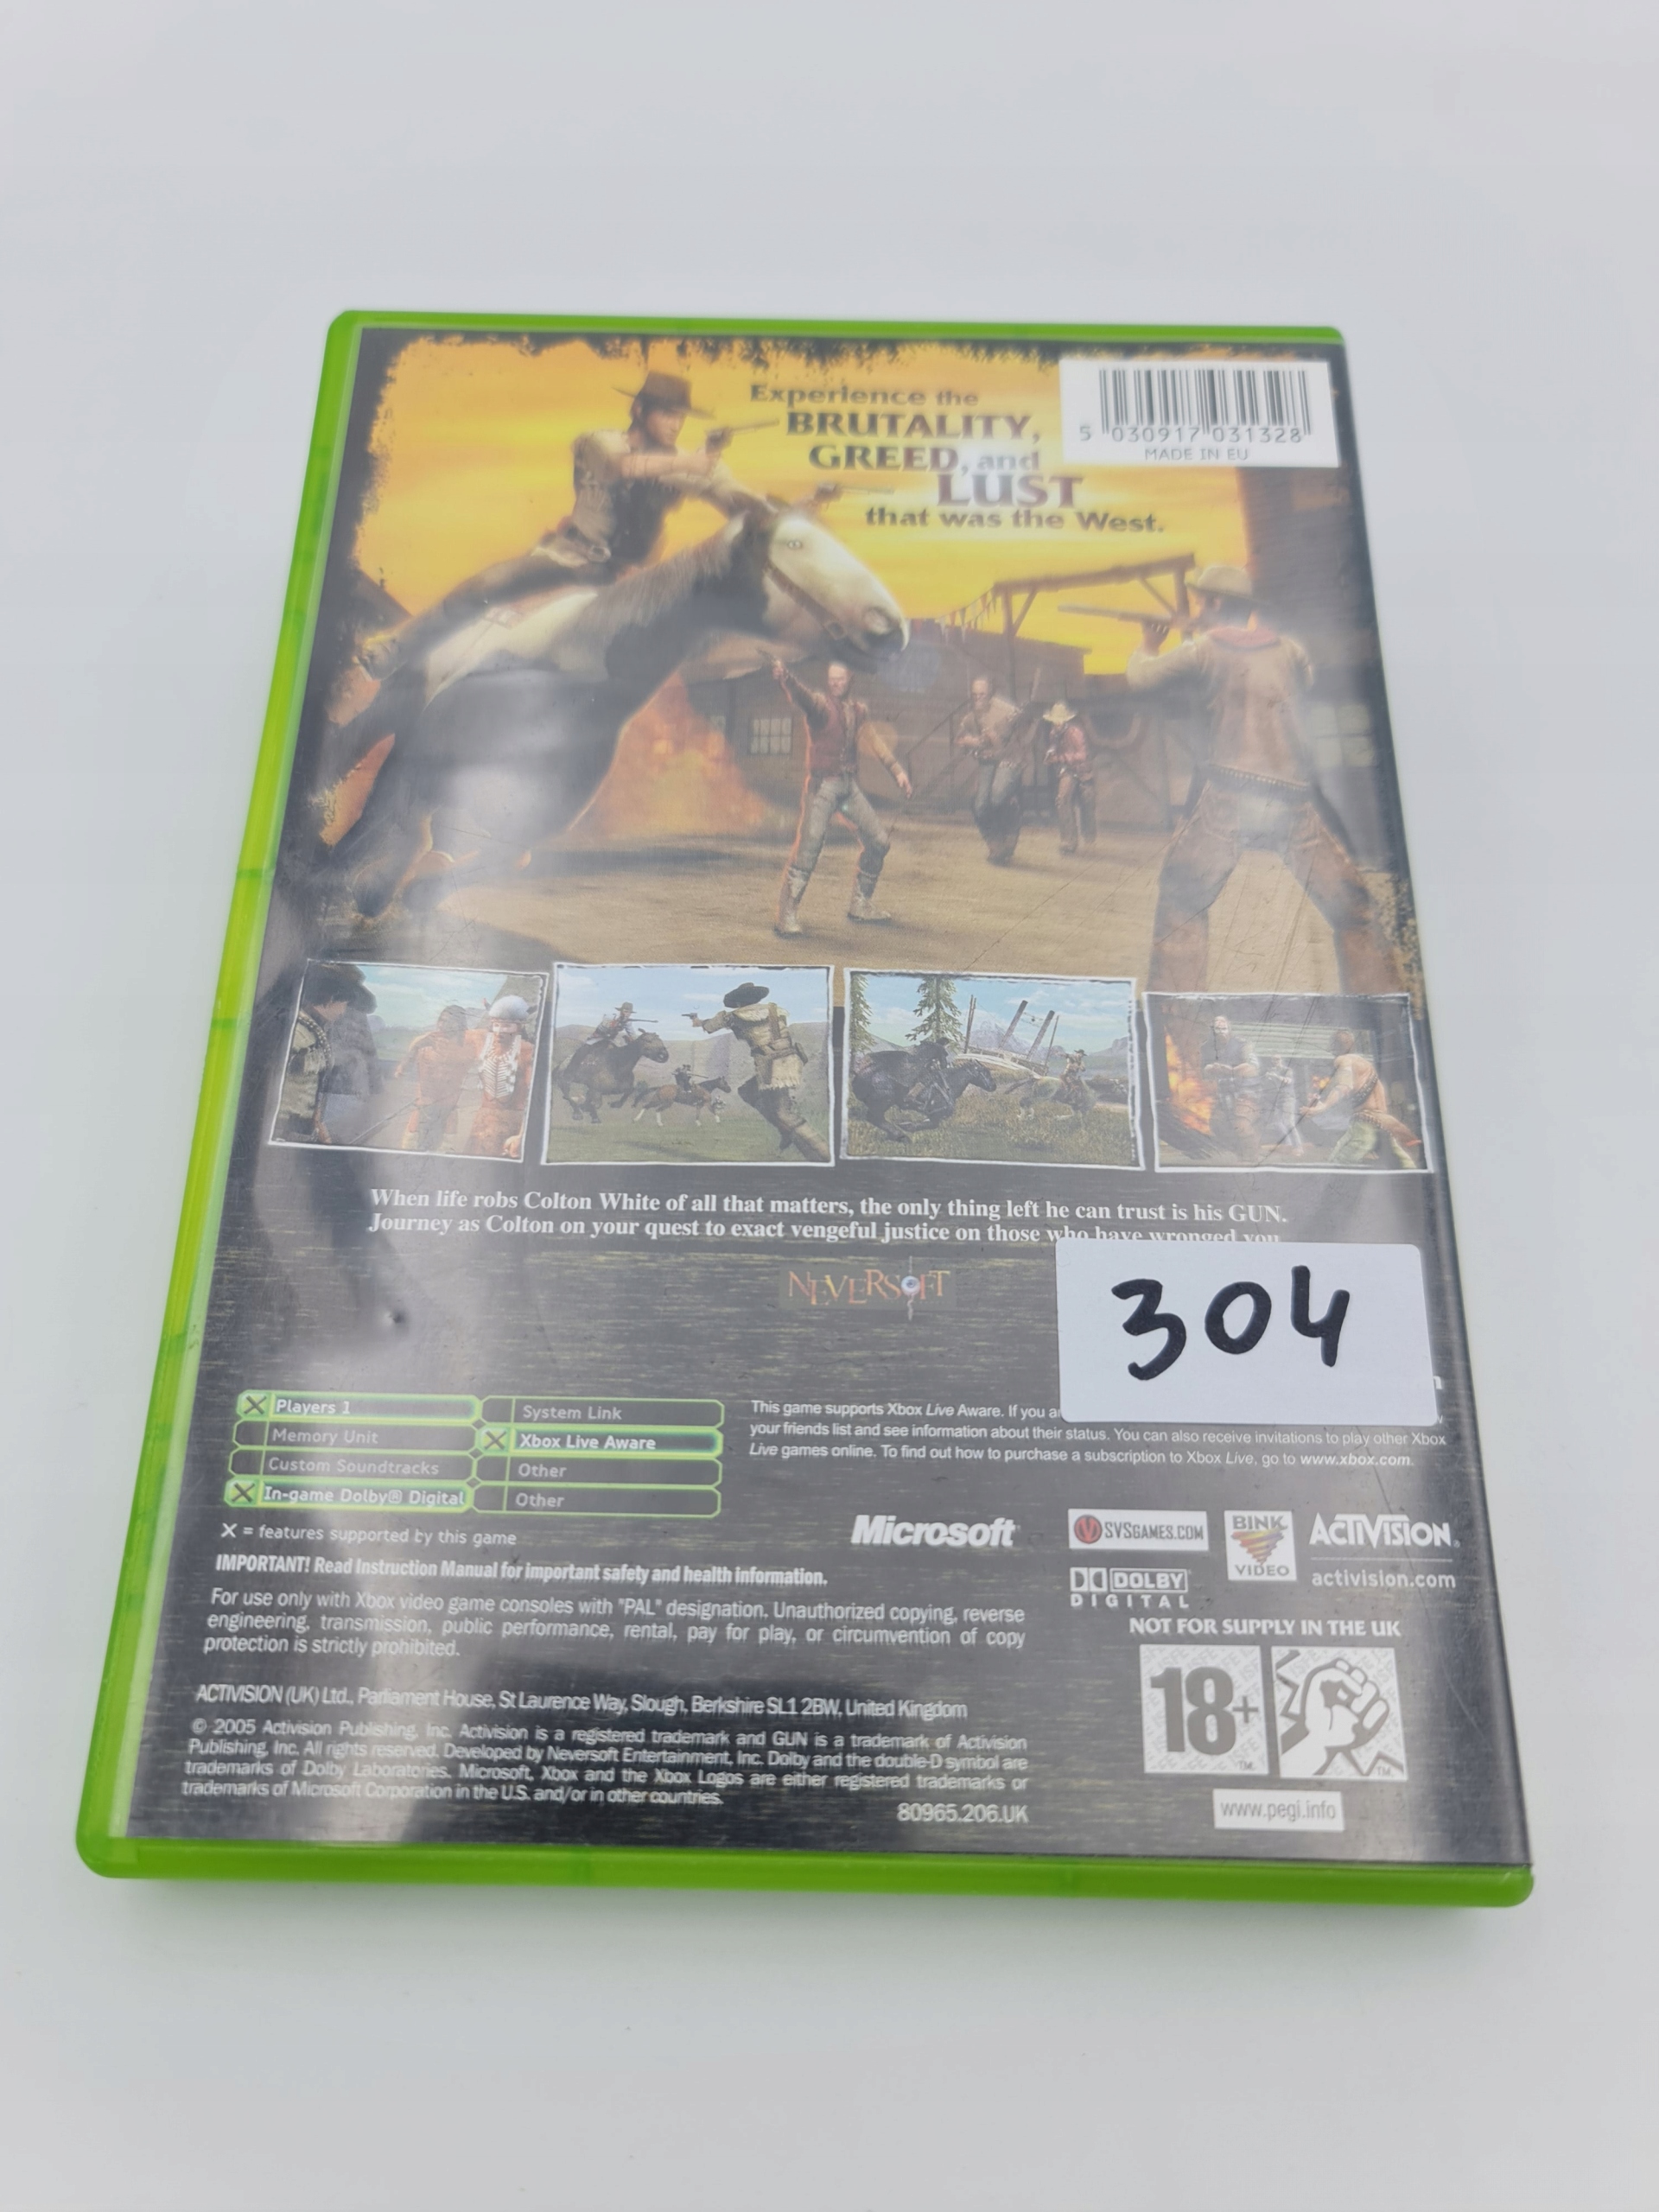 Experience the
BRUTALITY,
GREED, and
LUST
that was the West.
5 030917 031328
MADE IN EU
When life robs Colton White of all that matters, the only thing left he can trust is his GUN.
Journey as Colton on your quest to exact vengeful justice on those who have wronged you
NEVERSOFT
304
Players 1
Memory Unit
Custom Soundtracks
In-game Dolby® Digital
System Link
Xbox Live Aware
Other
Other
X = features supported by this game
This game supports Xbox Live Aware. If you
your friends list and see information about their status. You can also receive invitations to play other Xbox
Live games online. To find out how to purchase a subscription to Xbox Live, go to www.xbox.com.
Microsoft
SVSGAMES.COM
BINK
VIDEO
ACTIVISION®
activision.com
DOLBY
DIGITAL
IMPORTANT! Read Instruction Manual for important safety and health information.
For use only with Xbox video game consoles with "PAL" designation. Unauthorized copying, reverse
engineering, transmission, public performance, rental, pay for play, or circumvention of copy
protection is strictly prohibited.
NOT FOR SUPPLY IN THE UK
18+ ™
™
www.pegi.info
ACTIVISION (UK) Ltd., Parliament House, St Laurence Way, Slough, Berkshire SL1 2BW, United Kingdom
© 2005 Activision Publishing, Inc. Activision is a registered trademark and GUN is a trademark of Activision
Publishing, Inc. All rights reserved. Developed by Neversoft Entertainment, Inc. Dolby and the double-D symbol are
trademarks of Dolby Laboratories. Microsoft, Xbox and the Xbox Logos are either registered trademarks or
trademarks of Microsoft Corporation in the U.S. and/or in other countries.
80965.206.UK